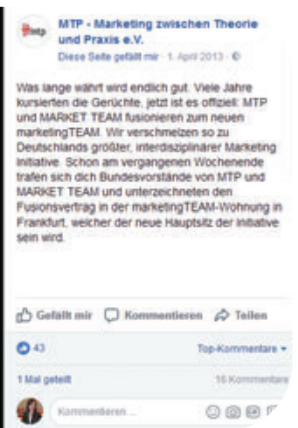 mtp
MTP - Marketing zwischen Theorie
und Praxis e.V.
Diese Seite gefällt mir · 1. April 2013 ·
Was lange währt wird endlich gut. Viele Jahre
kursierten die Gerüchte, jetzt ist es offiziell: MTP
und MARKET TEAM fusionieren zum neuen
marketingTEAM. Wir verschmelzen so zu
Deutschlands größter, interdisziplinärer Marketing
Initiative. Schon am vergangenen Wochenende
trafen sich dich Bundesvorstände von MTP und
MARKET TEAM und unterzeichneten den
Fusionsvertrag in der marketingTEAM-Wohnung in
Frankfurt, welcher der neue Hauptsitz der Initiative
sein wird.
Gefällt mir Kommentieren Teilen
43 Top-Kommentare
1 Mal geteilt 16 Kommentare
Kommentieren...